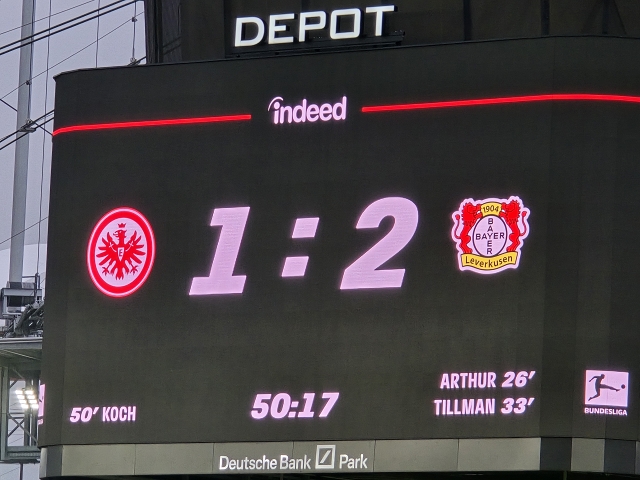 DEPOT
indeed
1 : 2
1904
BAYER
BAYER
Leverkusen
ARTHUR 26’
50’ KOCH
50:17
TILLMAN 33’
BUNDESLIGA
Deutsche Bank Park